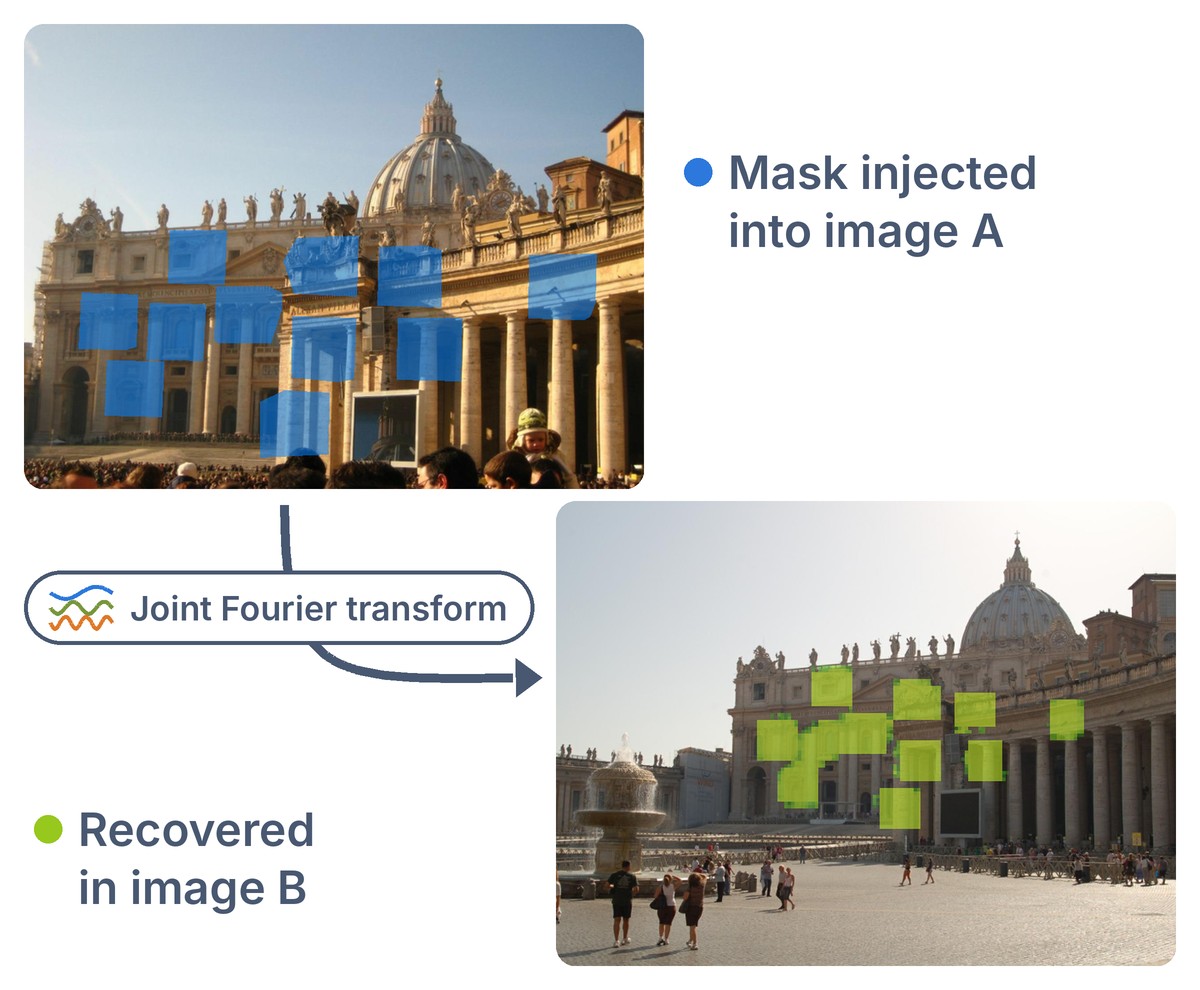 Mask injected
into image A
Joint Fourier transform
Recovered
in image B